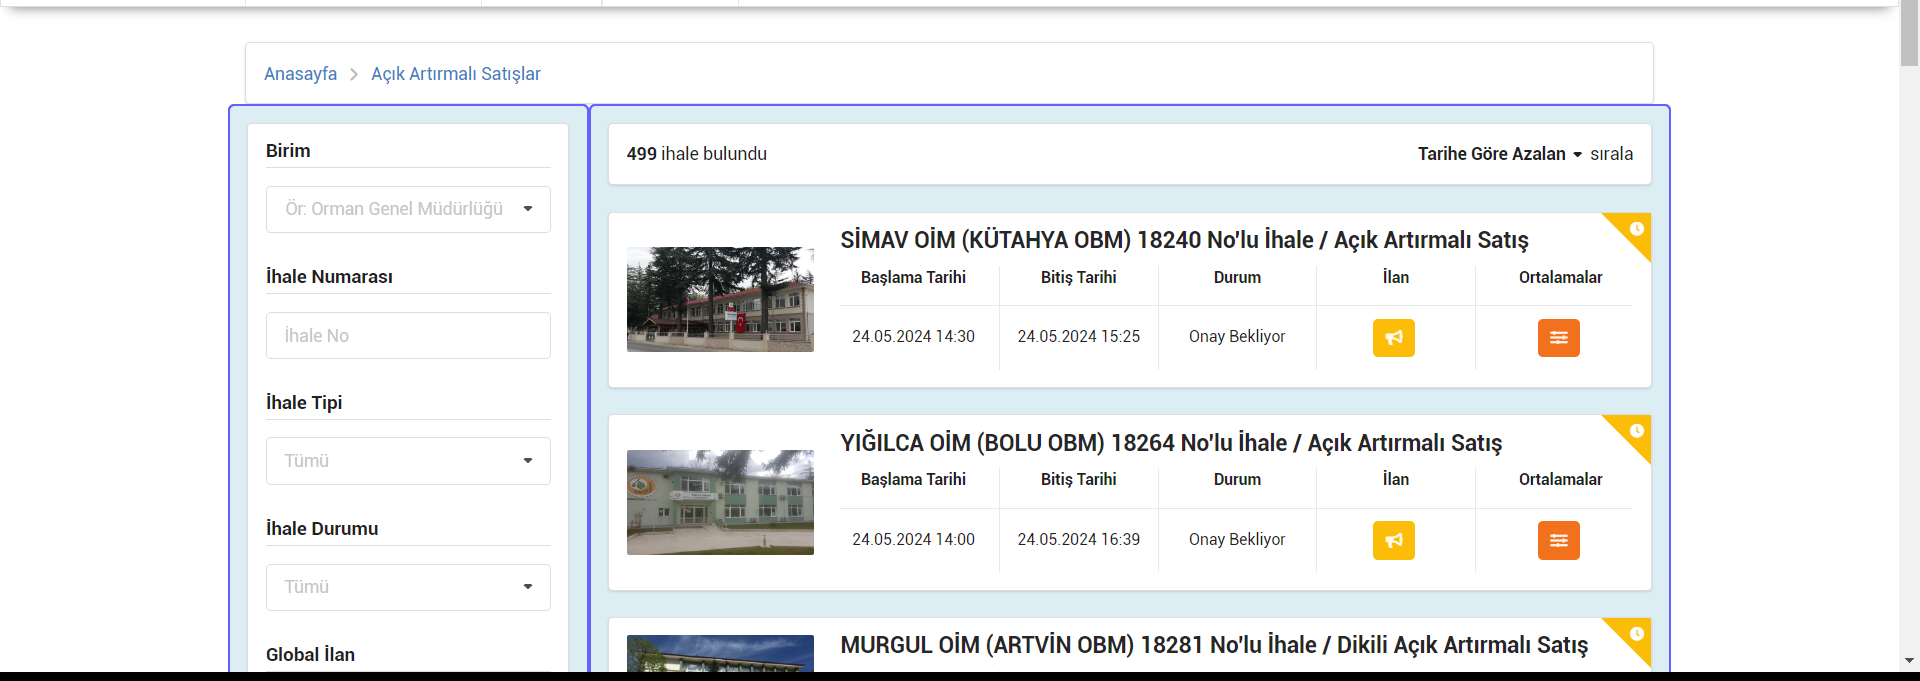 Anasayfa > Açık Artırmalı Satışlar
Birim
Ör: Orman Genel Müdürlüğü
İhale Numarası
İhale No
İhale Tipi
Tümü
İhale Durumu
Tümü
Global İlan
499 ihale bulundu
Tarihe Göre Azalan sırala
SİMAV OİM (KÜTAHYA OBM) 18240 No'lu İhale / Açık Artırmalı Satış
Başlama Tarihi Bitiş Tarihi Durum İlan Ortalamalar
24.05.2024 14:30 24.05.2024 15:25 Onay Bekliyor
YIĞILCA OİM (BOLU OBM) 18264 No'lu İhale / Açık Artırmalı Satış
Başlama Tarihi Bitiş Tarihi Durum İlan Ortalamalar
24.05.2024 14:00 24.05.2024 16:39 Onay Bekliyor
MURGUL OİM (ARTVİN OBM) 18281 No'lu İhale / Dikili Açık Artırmalı Satış